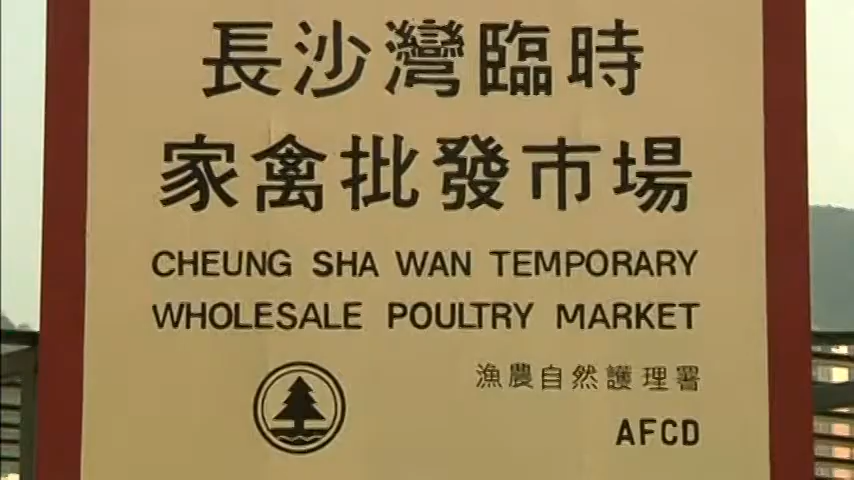 長沙灣臨時
家禽批發市場
CHEUNG SHA WAN TEMPORARY
WHOLESALE POULTRY MARKET
漁農自然護理署
AFCD